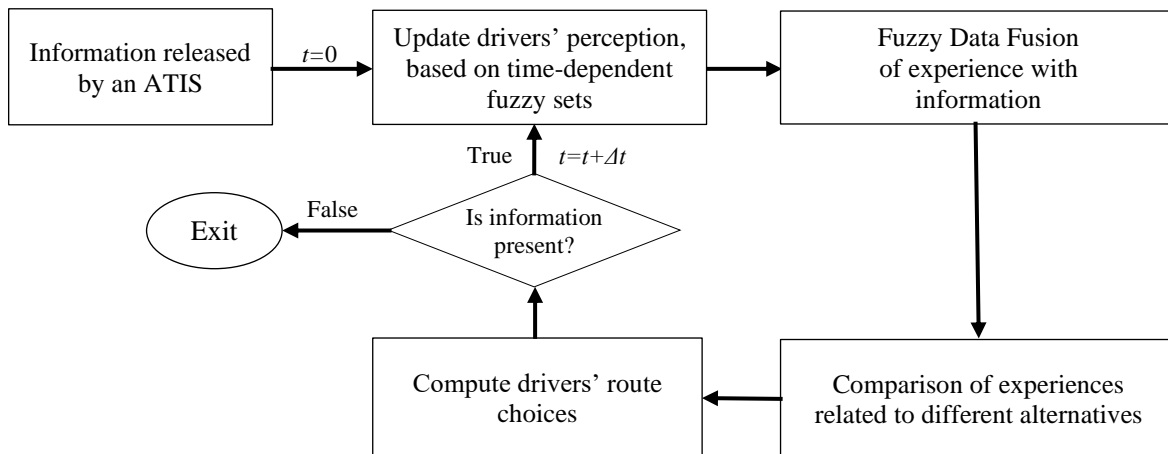 Information released
by an ATIS
t=0
Update drivers’ perception,
based on time-dependent
fuzzy sets
Fuzzy Data Fusion
of experience with
information
True
t=t+Δt
Is information
present?
False
Exit
Compute drivers’ route
choices
Comparison of experiences
related to different alternatives